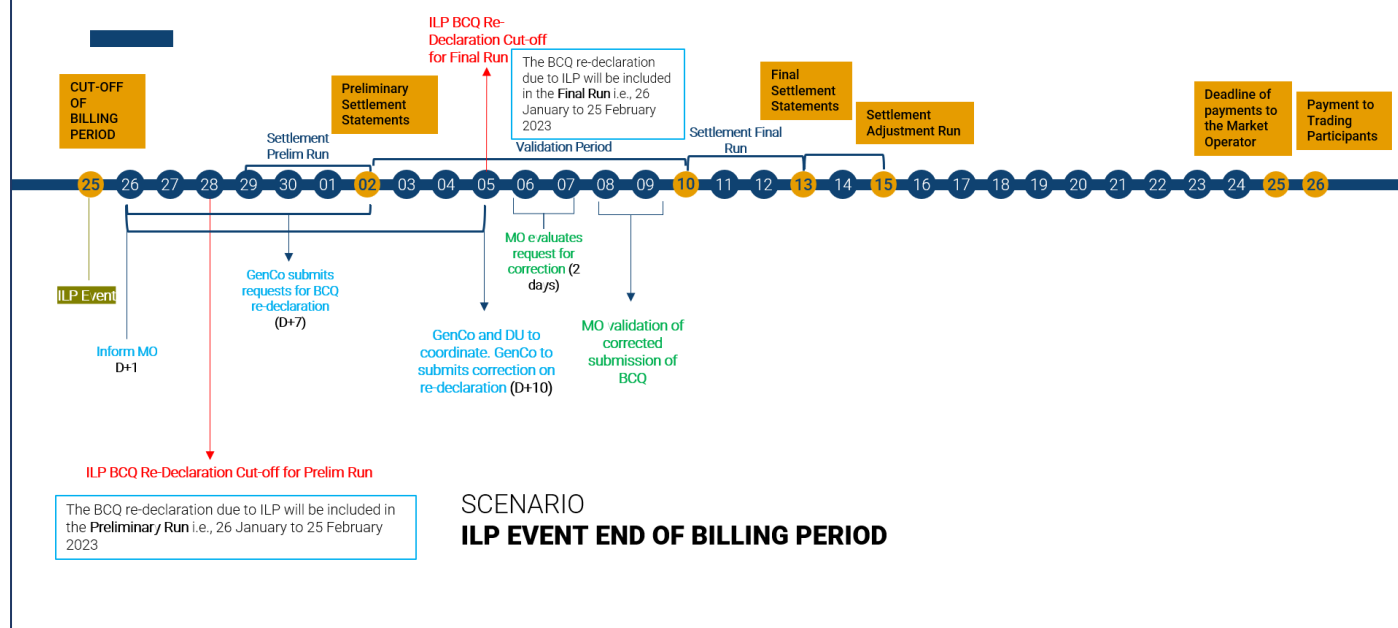 ILP BCQ Re-
Declaration Cut-off
for Final Run
The BCQ re-declaration
due to ILP will be included
in the Final Run i.e., 26
January to 25 February
2023
CUT-OFF
OF
BILLING
PERIOD
Preliminary
Settlement
Statements
Final
Settlement
Statements
Settlement
Adjustment Run
Deadline of
payments to
the Market
Operator
Payment to
Trading
Participants
Settlement
Prelim Run
Validation Period
Settlement Final
Run
25 26 27 28 29 30 01 02 03 04 05 06 07 08 09 10 11 12 13 14 15 16 17 18 19 20 21 22 23 24 25 26
ILP Event
Inform MO
D+1
GenCo submits
requests for BCQ
re-declaration
(D+7)
GenCo and DU to
coordinate. GenCo to
submits correction on
re-declaration (D+10)
MO evaluates
request for
correction (2
days)
MO validation of
corrected
submission of
BCQ
ILP BCQ Re-Declaration Cut-off for Prelim Run
The BCQ re-declaration due to ILP will be included in
the Preliminary Run i.e., 26 January to 25 February
2023
SCENARIO
ILP EVENT END OF BILLING PERIOD